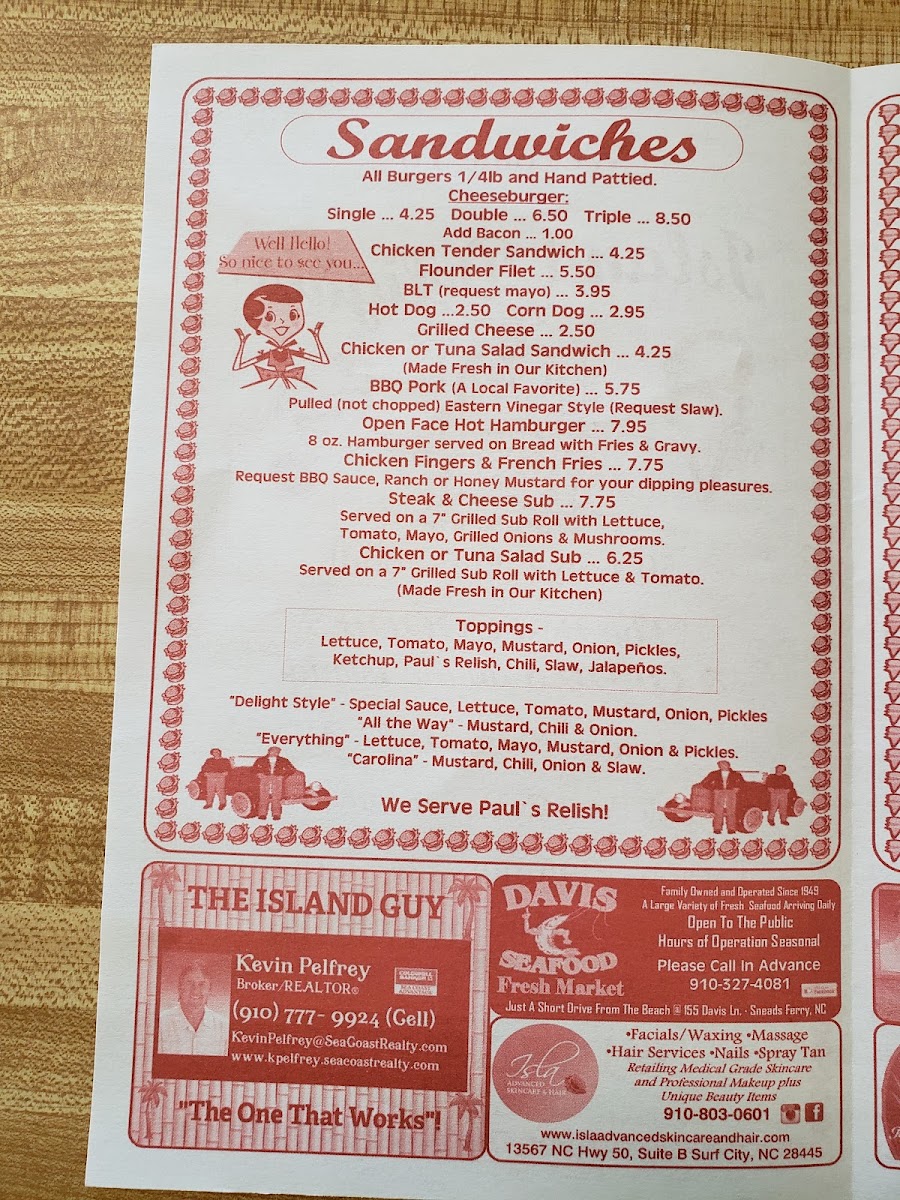 Sandwiches
All Burgers 1/4lb and Hand Pattied.
Cheeseburger:
Single ... 4.25 Double ... 6.50 Triple ... 8.50
Add Bacon ... 1.00
Well Hello!
So nice to see you...
Chicken Tender Sandwich ... 4.25
Flounder Filet ... 5.50
BLT (request mayo) ... 3.95
Hot Dog ...2.50 Corn Dog ... 2.95
Grilled Cheese ... 2.50
Chicken or Tuna Salad Sandwich ... 4.25
(Made Fresh in Our Kitchen)
BBQ Pork (A Local Favorite) ... 5.75
Pulled (not chopped) Eastern Vinegar Style (Request Slaw).
Open Face Hot Hamburger ... 7.95
8 oz. Hamburger served on Bread with Fries & Gravy.
Chicken Fingers & French Fries ... 7.75
Request BBQ Sauce, Ranch or Honey Mustard for your dipping pleasures.
Steak & Cheese Sub ... 7.75
Served on a 7" Grilled Sub Roll with Lettuce,
Tomato, Mayo, Grilled Onions & Mushrooms.
Chicken or Tuna Salad Sub ... 6.25
Served on a 7" Grilled Sub Roll with Lettuce & Tomato.
(Made Fresh in Our Kitchen)
Toppings -
Lettuce, Tomato, Mayo, Mustard, Onion, Pickles,
Ketchup, Paul`s Relish, Chili, Slaw, Jalapeños.
"Delight Style" - Special Sauce, Lettuce, Tomato, Mustard, Onion, Pickles
"All the Way" - Mustard, Chili & Onion.
"Everything" - Lettuce, Tomato, Mayo, Mustard, Onion & Pickles.
"Carolina" - Mustard, Chili, Onion & Slaw.
We Serve Paul`s Relish!
THE ISLAND GUY
Kevin Pelfrey
Broker/REALTOR®
COLDWELL BANKER
SEA COAST ADVANTAGE
(910) 777- 9924 (Cell)
KevinPelfrey@SeaCoastRealty.com
www.kpelfrey.seacoastrealty.com
"The One That Works"!
DAVIS
SEAFOOD
Fresh Market
Family Owned and Operated Since 1949
A Large Variety of Fresh Seafood Arriving Daily
Open To The Public
Hours of Operation Seasonal
Please Call In Advance
910-327-4081
Just A Short Drive From The Beach @ 155 Davis Ln. · Sneads Ferry, NC
Isla
ADVANCED
SKINCARE & HAIR
•Facials/Waxing •Massage
•Hair Services •Nails •Spray Tan
Retailing Medical Grade Skincare
and Professional Makeup plus
Unique Beauty Items
910-803-0601
www.islaadvancedskincareandhair.com
13567 NC Hwy 50, Suite B Surf City, NC 28445